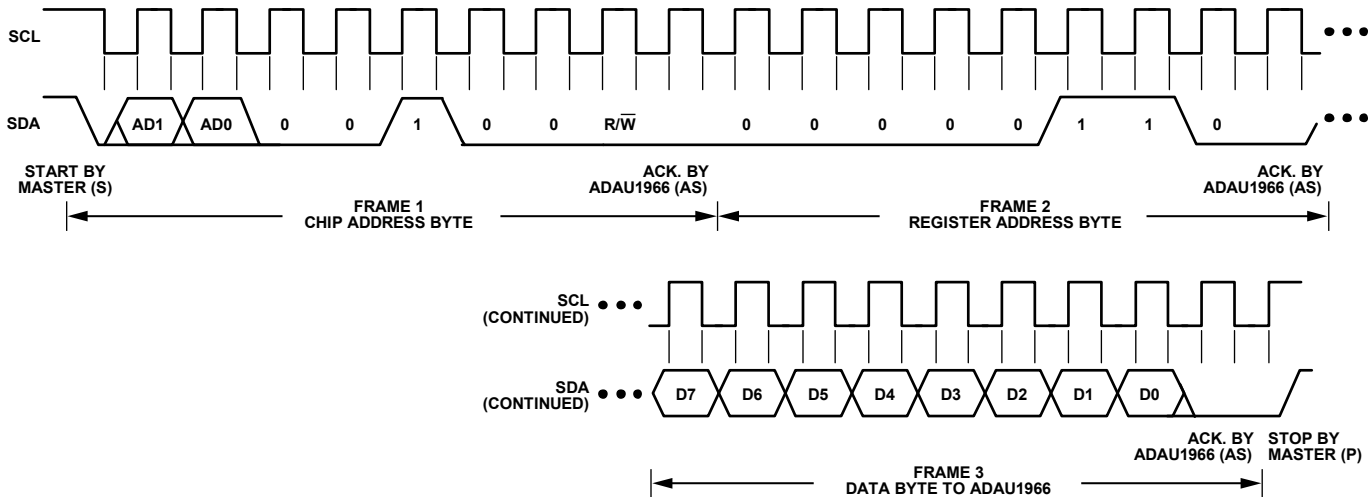 SCL
SDA AD1 AD0 0 0 1 0 0 R/W̅ 0 0 0 0 0 1 1 0
START BY
MASTER (S)
ACK. BY
ADAU1966 (AS)
ACK. BY
ADAU1966 (AS)
FRAME 1
CHIP ADDRESS BYTE
FRAME 2
REGISTER ADDRESS BYTE
SCL
(CONTINUED)
SDA
(CONTINUED)
D7 D6 D5 D4 D3 D2 D1 D0
ACK. BY
ADAU1966 (AS)
STOP BY
MASTER (P)
FRAME 3
DATA BYTE TO ADAU1966